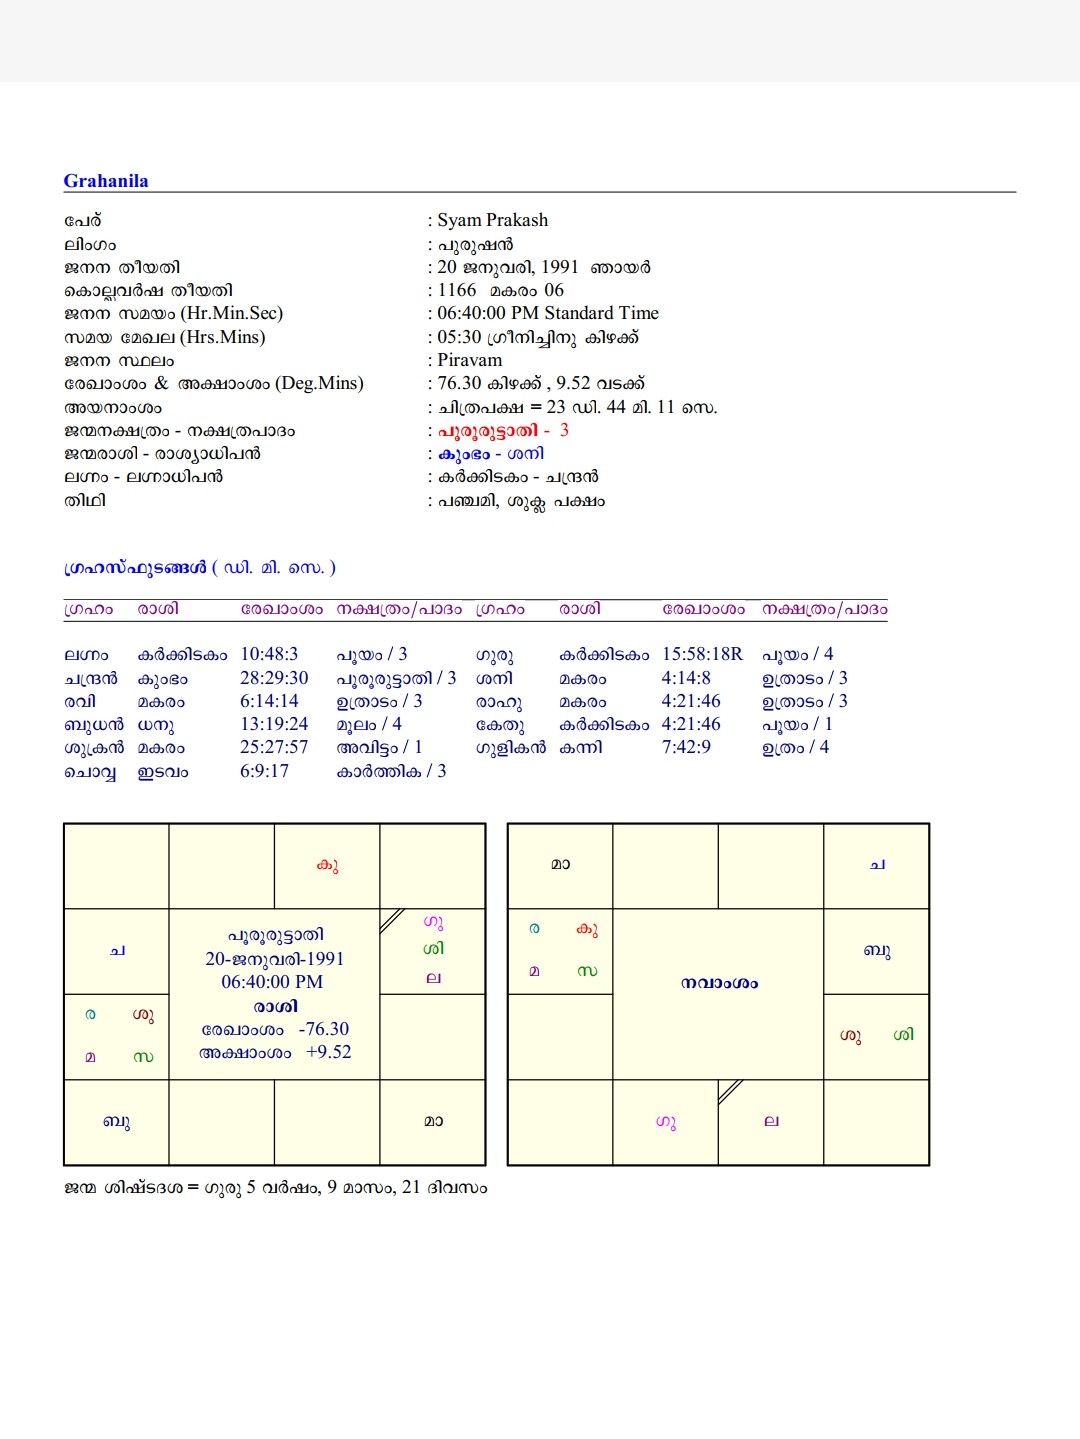 Grahanila
പേര് : Syam Prakash
ലിംഗം : പുരുഷൻ
ജനന തീയതി : 20 ജനുവരി, 1991 ഞായർ
കൊല്ലവർഷ തീയതി : 1166 മകരം 06
ജനന സമയം (Hr.Min.Sec) : 06:40:00 PM Standard Time
സമയ മേഖല (Hrs.Mins) : 05:30 ഗ്രീനിച്ചിനു കിഴക്ക്
ജനന സ്ഥലം : Piravam
രേഖാംശം & അക്ഷാംശം (Deg.Mins) : 76.30 കിഴക്ക് , 9.52 വടക്ക്
അയനാംശം : ചിത്രപക്ഷ = 23 ഡി. 44 മി. 11 സെ.
ജന്മനക്ഷത്രം - നക്ഷത്രപാദം : പൂരൂരുട്ടാതി - 3
ജന്മരാശി - രാശ്യാധിപൻ : കുംഭം - ശനി
ലഗ്നം - ലഗ്നാധിപൻ : കർക്കിടകം - ചന്ദ്രൻ
തിഥി : പഞ്ചമി, ശുക്ല പക്ഷം
ഗ്രഹസ്ഫുടങ്ങൾ ( ഡി. മി. സെ. )
ഗ്രഹം രാശി രേഖാംശം നക്ഷത്രം/പാദം ഗ്രഹം രാശി രേഖാംശം നക്ഷത്രം/പാദം
ലഗ്നം കർക്കിടകം 10:48:3 പൂയം / 3 ഗുരു കർക്കിടകം 15:58:18R പൂയം / 4
ചന്ദ്രൻ കുംഭം 28:29:30 പൂരൂരുട്ടാതി / 3 ശനി മകരം 4:14:8 ഉത്രാടം / 3
രവി മകരം 6:14:14 ഉത്രാടം / 3 രാഹു മകരം 4:21:46 ഉത്രാടം / 3
ബുധൻ ധനു 13:19:24 മൂലം / 4 കേതു കർക്കിടകം 4:21:46 പൂയം / 1
ശുക്രൻ മകരം 25:27:57 അവിട്ടം / 1 ഗുളികൻ കന്നി 7:42:9 ഉത്രം / 4
ചൊവ്വ ഇടവം 6:9:17 കാർത്തിക / 3
കു
ച
ഗു
ശി
ല
ര ശു
മ സ
പൂരൂരുട്ടാതി
20-ജനുവരി-1991
06:40:00 PM
രാശി
രേഖാംശം -76.30
അക്ഷാംശം +9.52
ബു മാ
മാ ച
ര കു
മ സ
ബു
നവാംശം
ശു ശി
ഗു ല
ജന്മ ശിഷ്ടദശ = ഗുരു 5 വർഷം, 9 മാസം, 21 ദിവസം